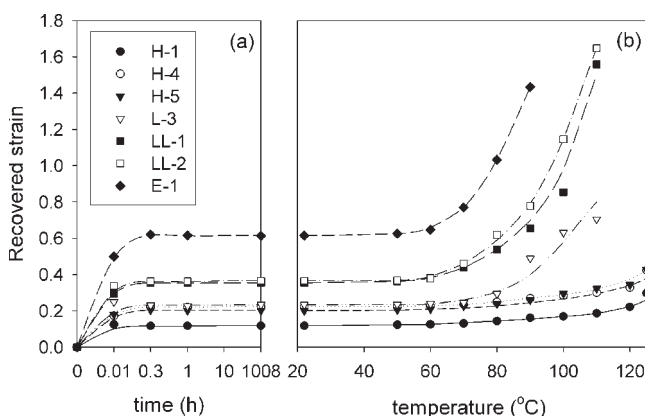 1.8
1.6
1.4
1.2
1.0
0.8
0.6
0.4
0.2
0.0
Recovered strain
(a)
(b)
H-1
H-4
H-5
L-3
LL-1
LL-2
E-1
0 0.01 0.3 1 10 1008
20 40 60 80 100 120
time (h)
temperature (°C)